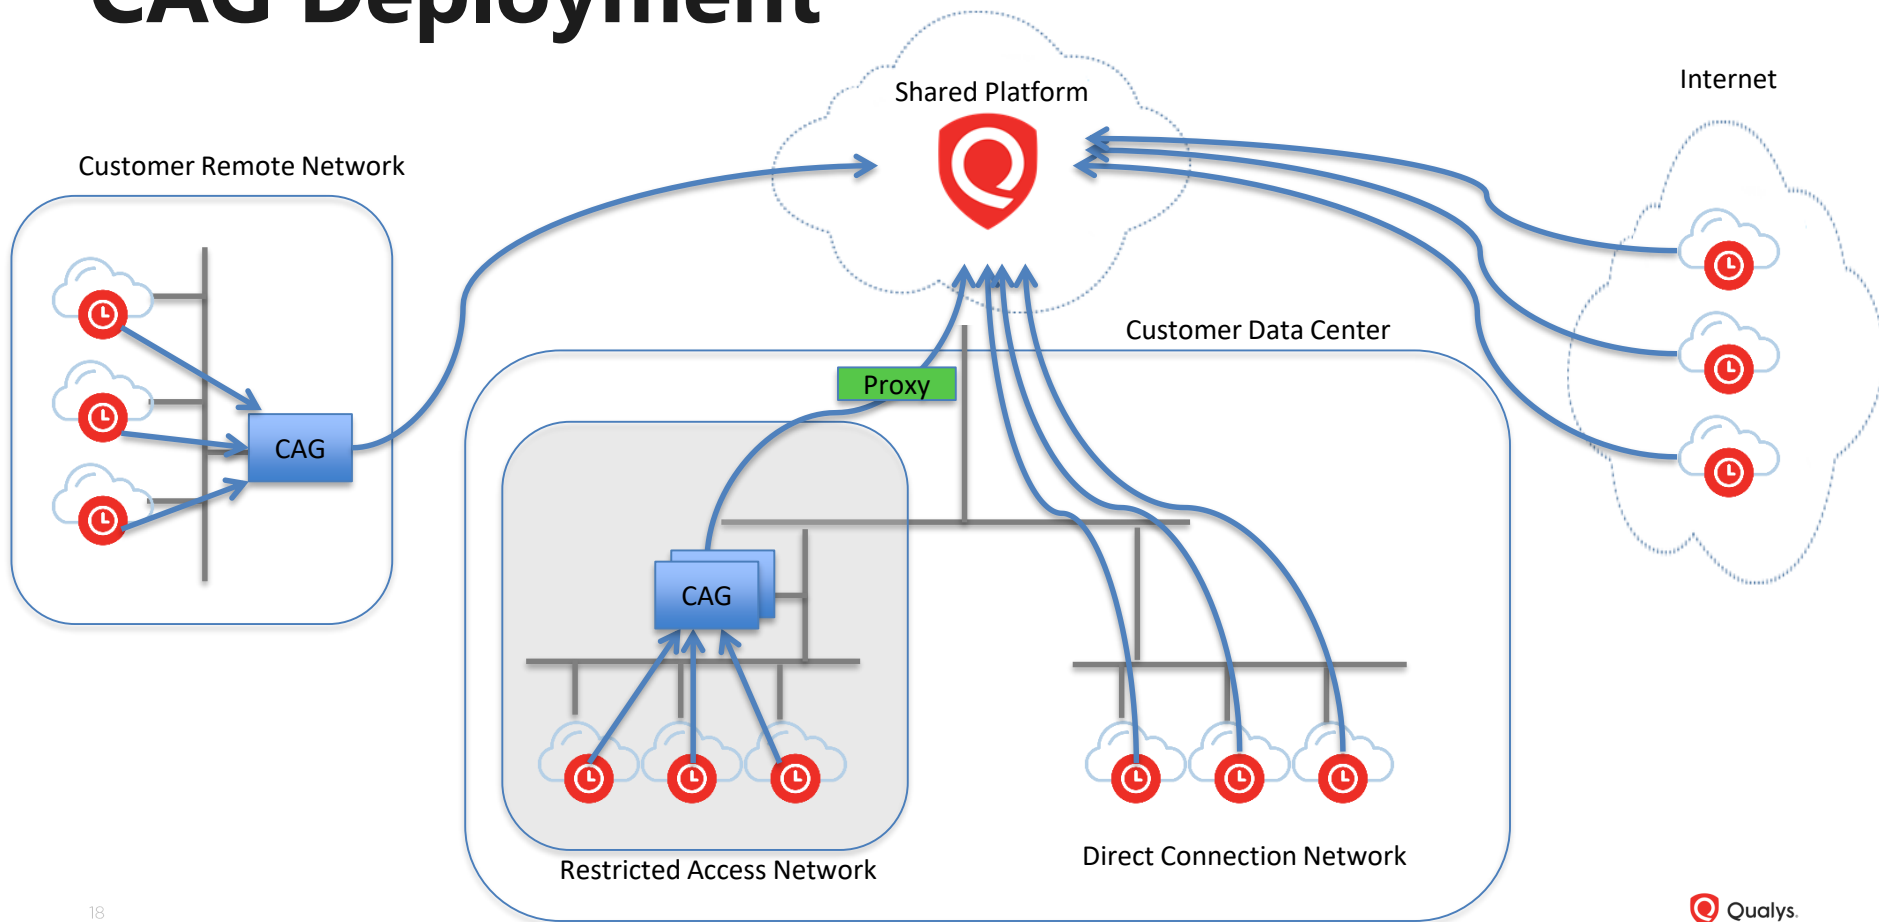 CAG Deployment
Shared Platform
Internet
Customer Remote Network
Customer Data Center
Proxy
CAG
CAG
Restricted Access Network
Direct Connection Network
18
Qualys.